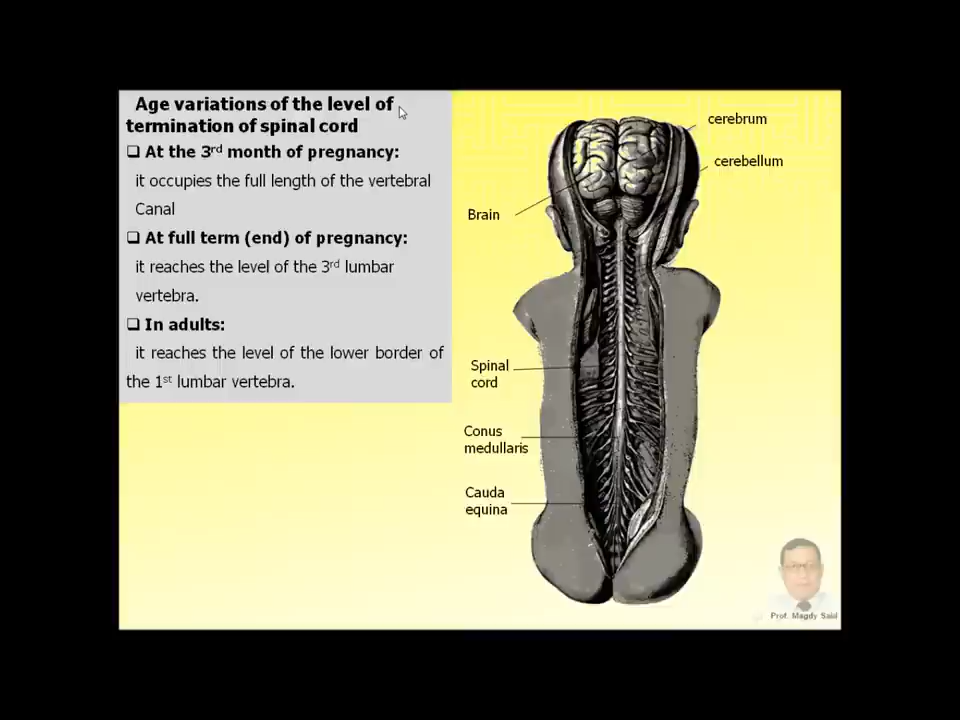 Age variations of the level of
termination of spinal cord
❑ At the 3rd month of pregnancy:
it occupies the full length of the vertebral
Canal
❑ At full term (end) of pregnancy:
it reaches the level of the 3rd lumbar
vertebra.
❑ In adults:
it reaches the level of the lower border of
the 1st lumbar vertebra.
cerebrum
cerebellum
Brain
Spinal
cord
Conus
medullaris
Cauda
equina
Prof. Magdy Said